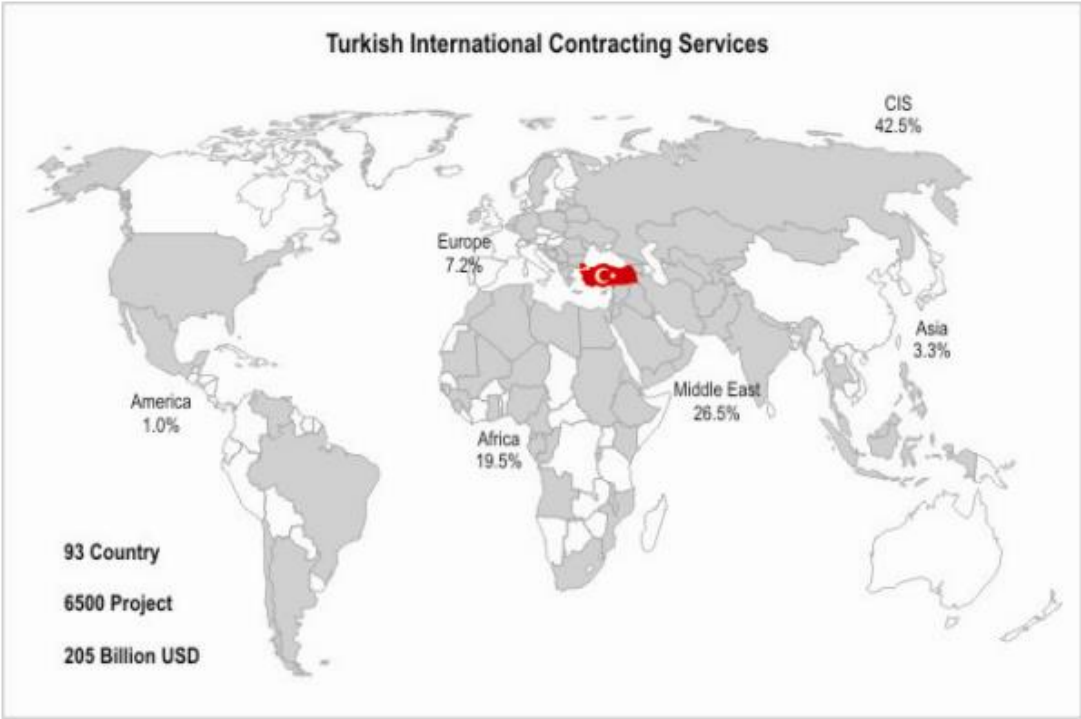 Turkish International Contracting Services
CIS
42.5%
Europe
7.2%
Asia
3.3%
Middle East
26.5%
America
1.0%
Africa
19.5%
93 Country
6500 Project
205 Billion USD